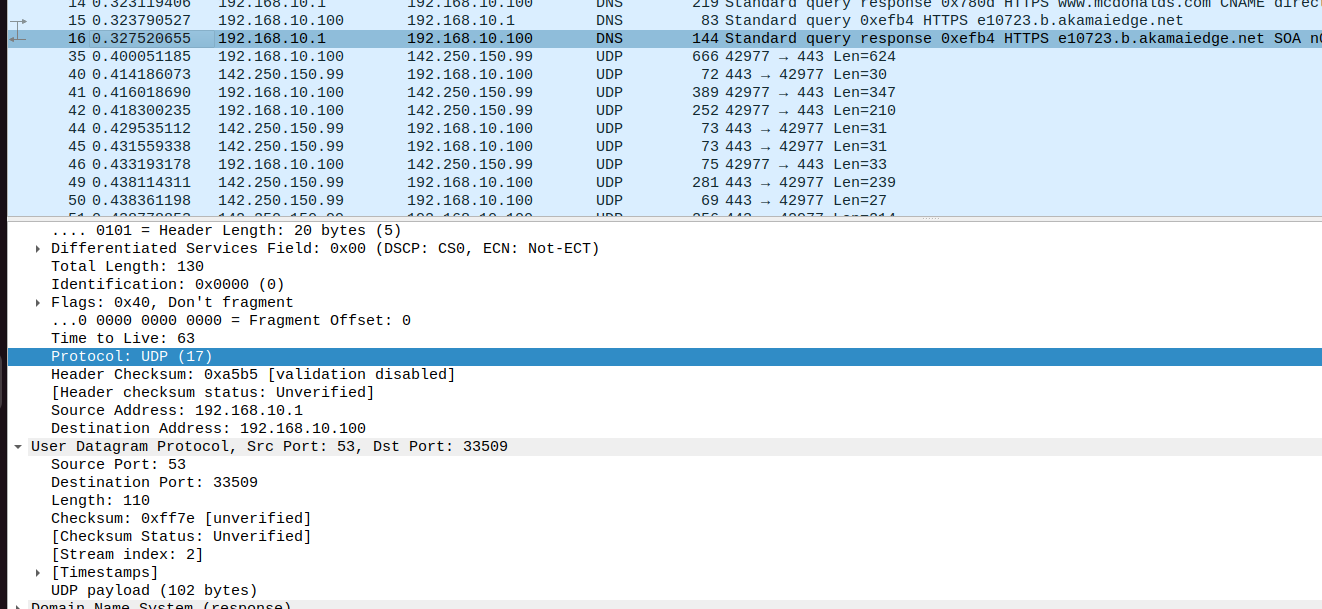 14 0.323119406 192.168.10.1 192.168.10.100 DNS 219 Standard query response 0x780d HTTPS www.mcdonalds.com CNAME direct
15 0.323790527 192.168.10.100 192.168.10.1 DNS 83 Standard query 0xefb4 HTTPS e10723.b.akamaiedge.net
16 0.327520655 192.168.10.1 192.168.10.100 DNS 144 Standard query response 0xefb4 HTTPS e10723.b.akamaiedge.net SOA n0
35 0.400051185 192.168.10.100 142.250.150.99 UDP 666 42977 → 443 Len=624
40 0.414186073 142.250.150.99 192.168.10.100 UDP 72 443 → 42977 Len=30
41 0.416018690 192.168.10.100 142.250.150.99 UDP 389 42977 → 443 Len=347
42 0.418300235 192.168.10.100 142.250.150.99 UDP 252 42977 → 443 Len=210
44 0.429535112 142.250.150.99 192.168.10.100 UDP 73 443 → 42977 Len=31
45 0.431559338 142.250.150.99 192.168.10.100 UDP 73 443 → 42977 Len=31
46 0.433193178 192.168.10.100 142.250.150.99 UDP 75 42977 → 443 Len=33
49 0.438114311 142.250.150.99 192.168.10.100 UDP 281 443 → 42977 Len=239
50 0.438361198 142.250.150.99 192.168.10.100 UDP 69 443 → 42977 Len=27
.... 0101 = Header Length: 20 bytes (5)
Differentiated Services Field: 0x00 (DSCP: CS0, ECN: Not-ECT)
Total Length: 130
Identification: 0x0000 (0)
Flags: 0x40, Don't fragment
...0 0000 0000 0000 = Fragment Offset: 0
Time to Live: 63
Protocol: UDP (17)
Header Checksum: 0xa5b5 [validation disabled]
[Header checksum status: Unverified]
Source Address: 192.168.10.1
Destination Address: 192.168.10.100
User Datagram Protocol, Src Port: 53, Dst Port: 33509
Source Port: 53
Destination Port: 33509
Length: 110
Checksum: 0xff7e [unverified]
[Checksum Status: Unverified]
[Stream index: 2]
[Timestamps]
UDP payload (102 bytes)
Domain Name System (response)